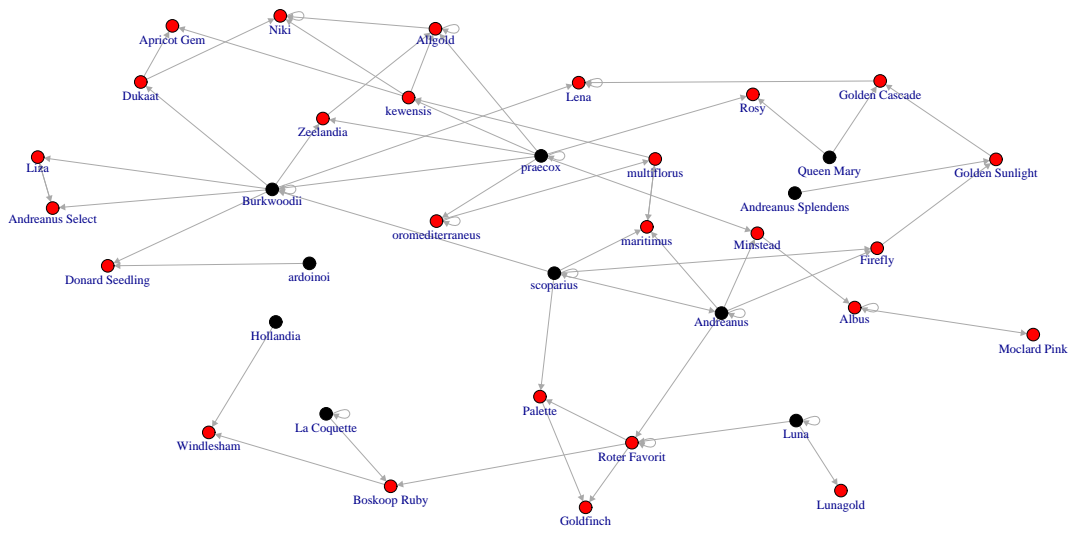 Niki
Apricot Gem
Allgold
Dukaat
kewensis
Lena
Golden Cascade
Rosy
Zeelandia
Liza
praecox
multiflorus
Queen Mary
Golden Sunlight
Burkwoodii
Andreanus Splendens
Andreanus Select
oromediterraneus
maritimus
Minstead
Firefly
Donard Seedling
ardoinoi
scoparius
Andreanus
Albus
Hollandia
Moclard Pink
Palette
La Coquette
Luna
Windlesham
Roter Favorit
Boskoop Ruby
Lunagold
Goldfinch